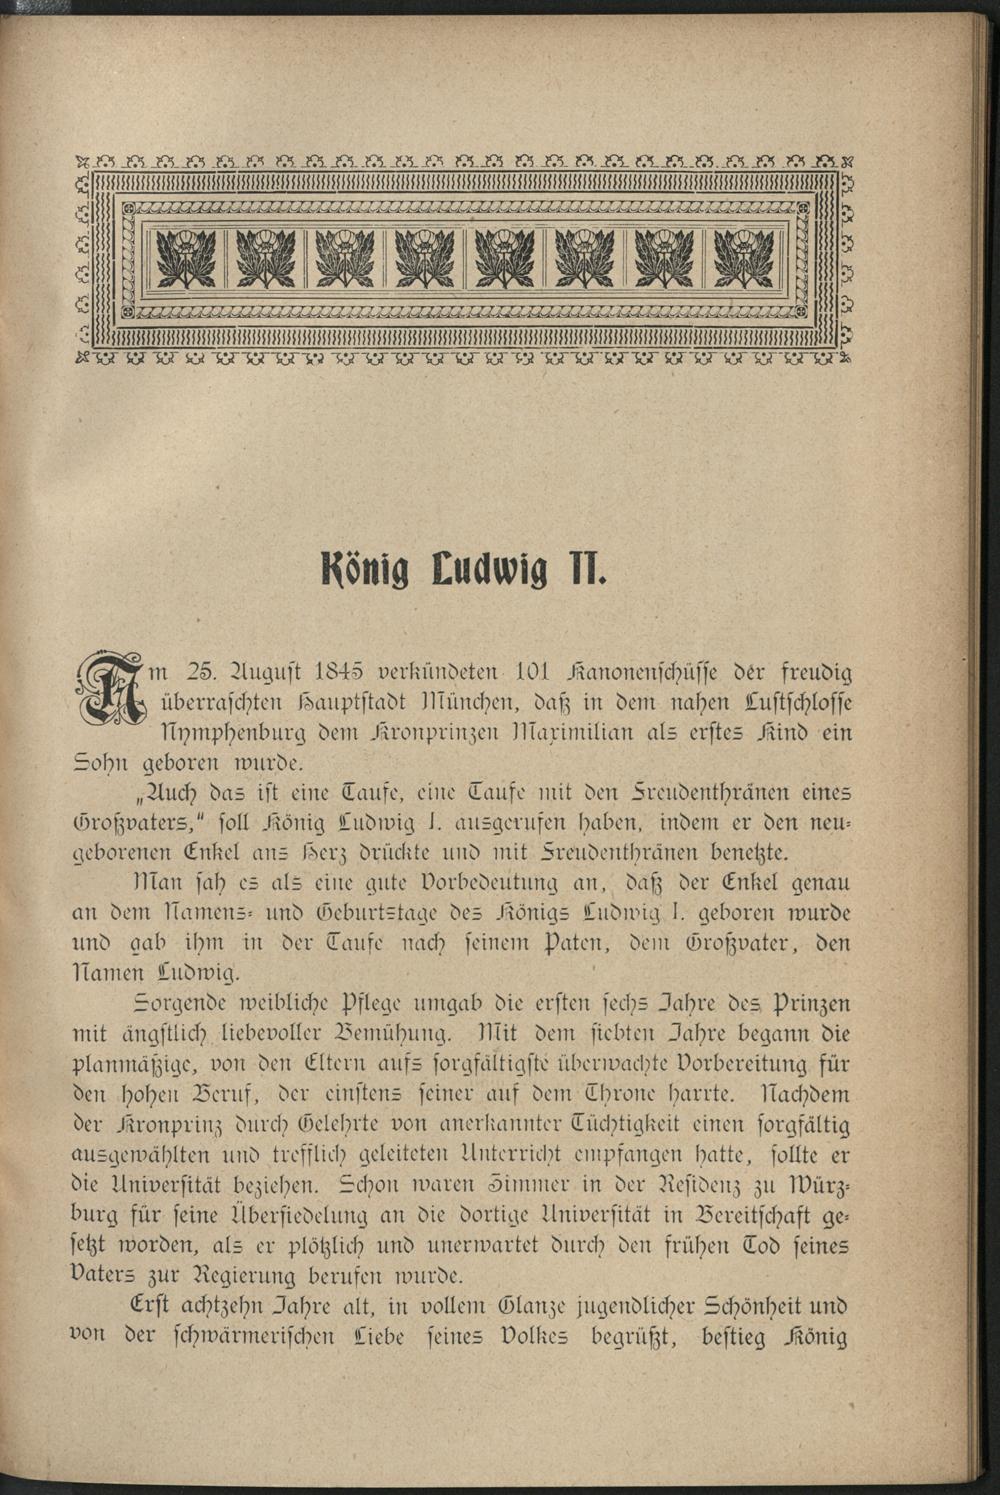 König Ludwig II.
Am 25. August 1845 verkündeten 101 Kanonenschüsse der freudig
überraschten Hauptstadt München, daß in dem nahen Lustschlosse
Nymphenburg dem Kronprinzen Maximilian als erstes Kind ein
Sohn geboren wurde.
„Auch das ist eine Taufe, eine Taufe mit den Freudenthränen eines
Großvaters," soll König Ludwig I. ausgerufen haben, indem er den neu-
geborenen Enkel ans Herz drückte und mit Freudenthränen benetzte.
Man sah es als eine gute Vorbedeutung an, daß der Enkel genau
an dem Namens- und Geburtstage des Königs Ludwig I. geboren wurde
und gab ihm in der Taufe nach seinem Paten, dem Großvater, den
Namen Ludwig.
Sorgende weibliche Pflege umgab die ersten sechs Jahre des Prinzen
mit ängstlich liebevoller Bemühung. Mit dem siebten Jahre begann die
planmäßige, von den Eltern aufs sorgfältigste überwachte Vorbereitung für
den hohen Beruf, der einstens seiner auf dem Throne harrte. Nachdem
der Kronprinz durch Gelehrte von anerkannter Tüchtigkeit einen sorgfältig
ausgewählten und trefflich geleiteten Unterricht empfangen hatte, sollte er
die Universität beziehen. Schon waren Zimmer in der Residenz zu Würz-
burg für seine Übersiedelung an die dortige Universität in Bereitschaft ge-
setzt worden, als er plötzlich und unerwartet durch den frühen Tod seines
Vaters zur Regierung berufen wurde.
Erst achtzehn Jahre alt, in vollem Glanze jugendlicher Schönheit und
von der schwärmerischen Liebe seines Volkes begrüßt, bestieg König